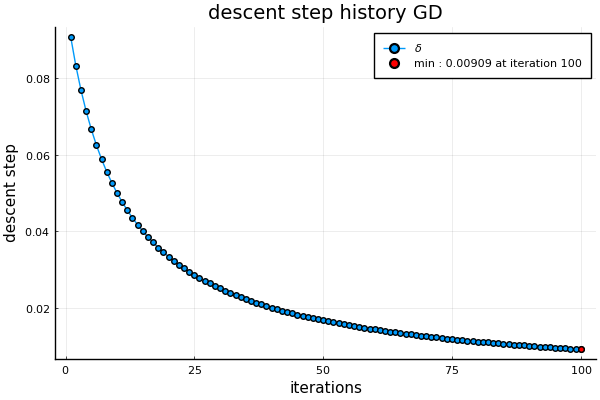 descent step history GD
δ
min : 0.00909 at iteration 100
0.08
0.06
0.04
0.02
descent step
0
25
50
75
100
iterations